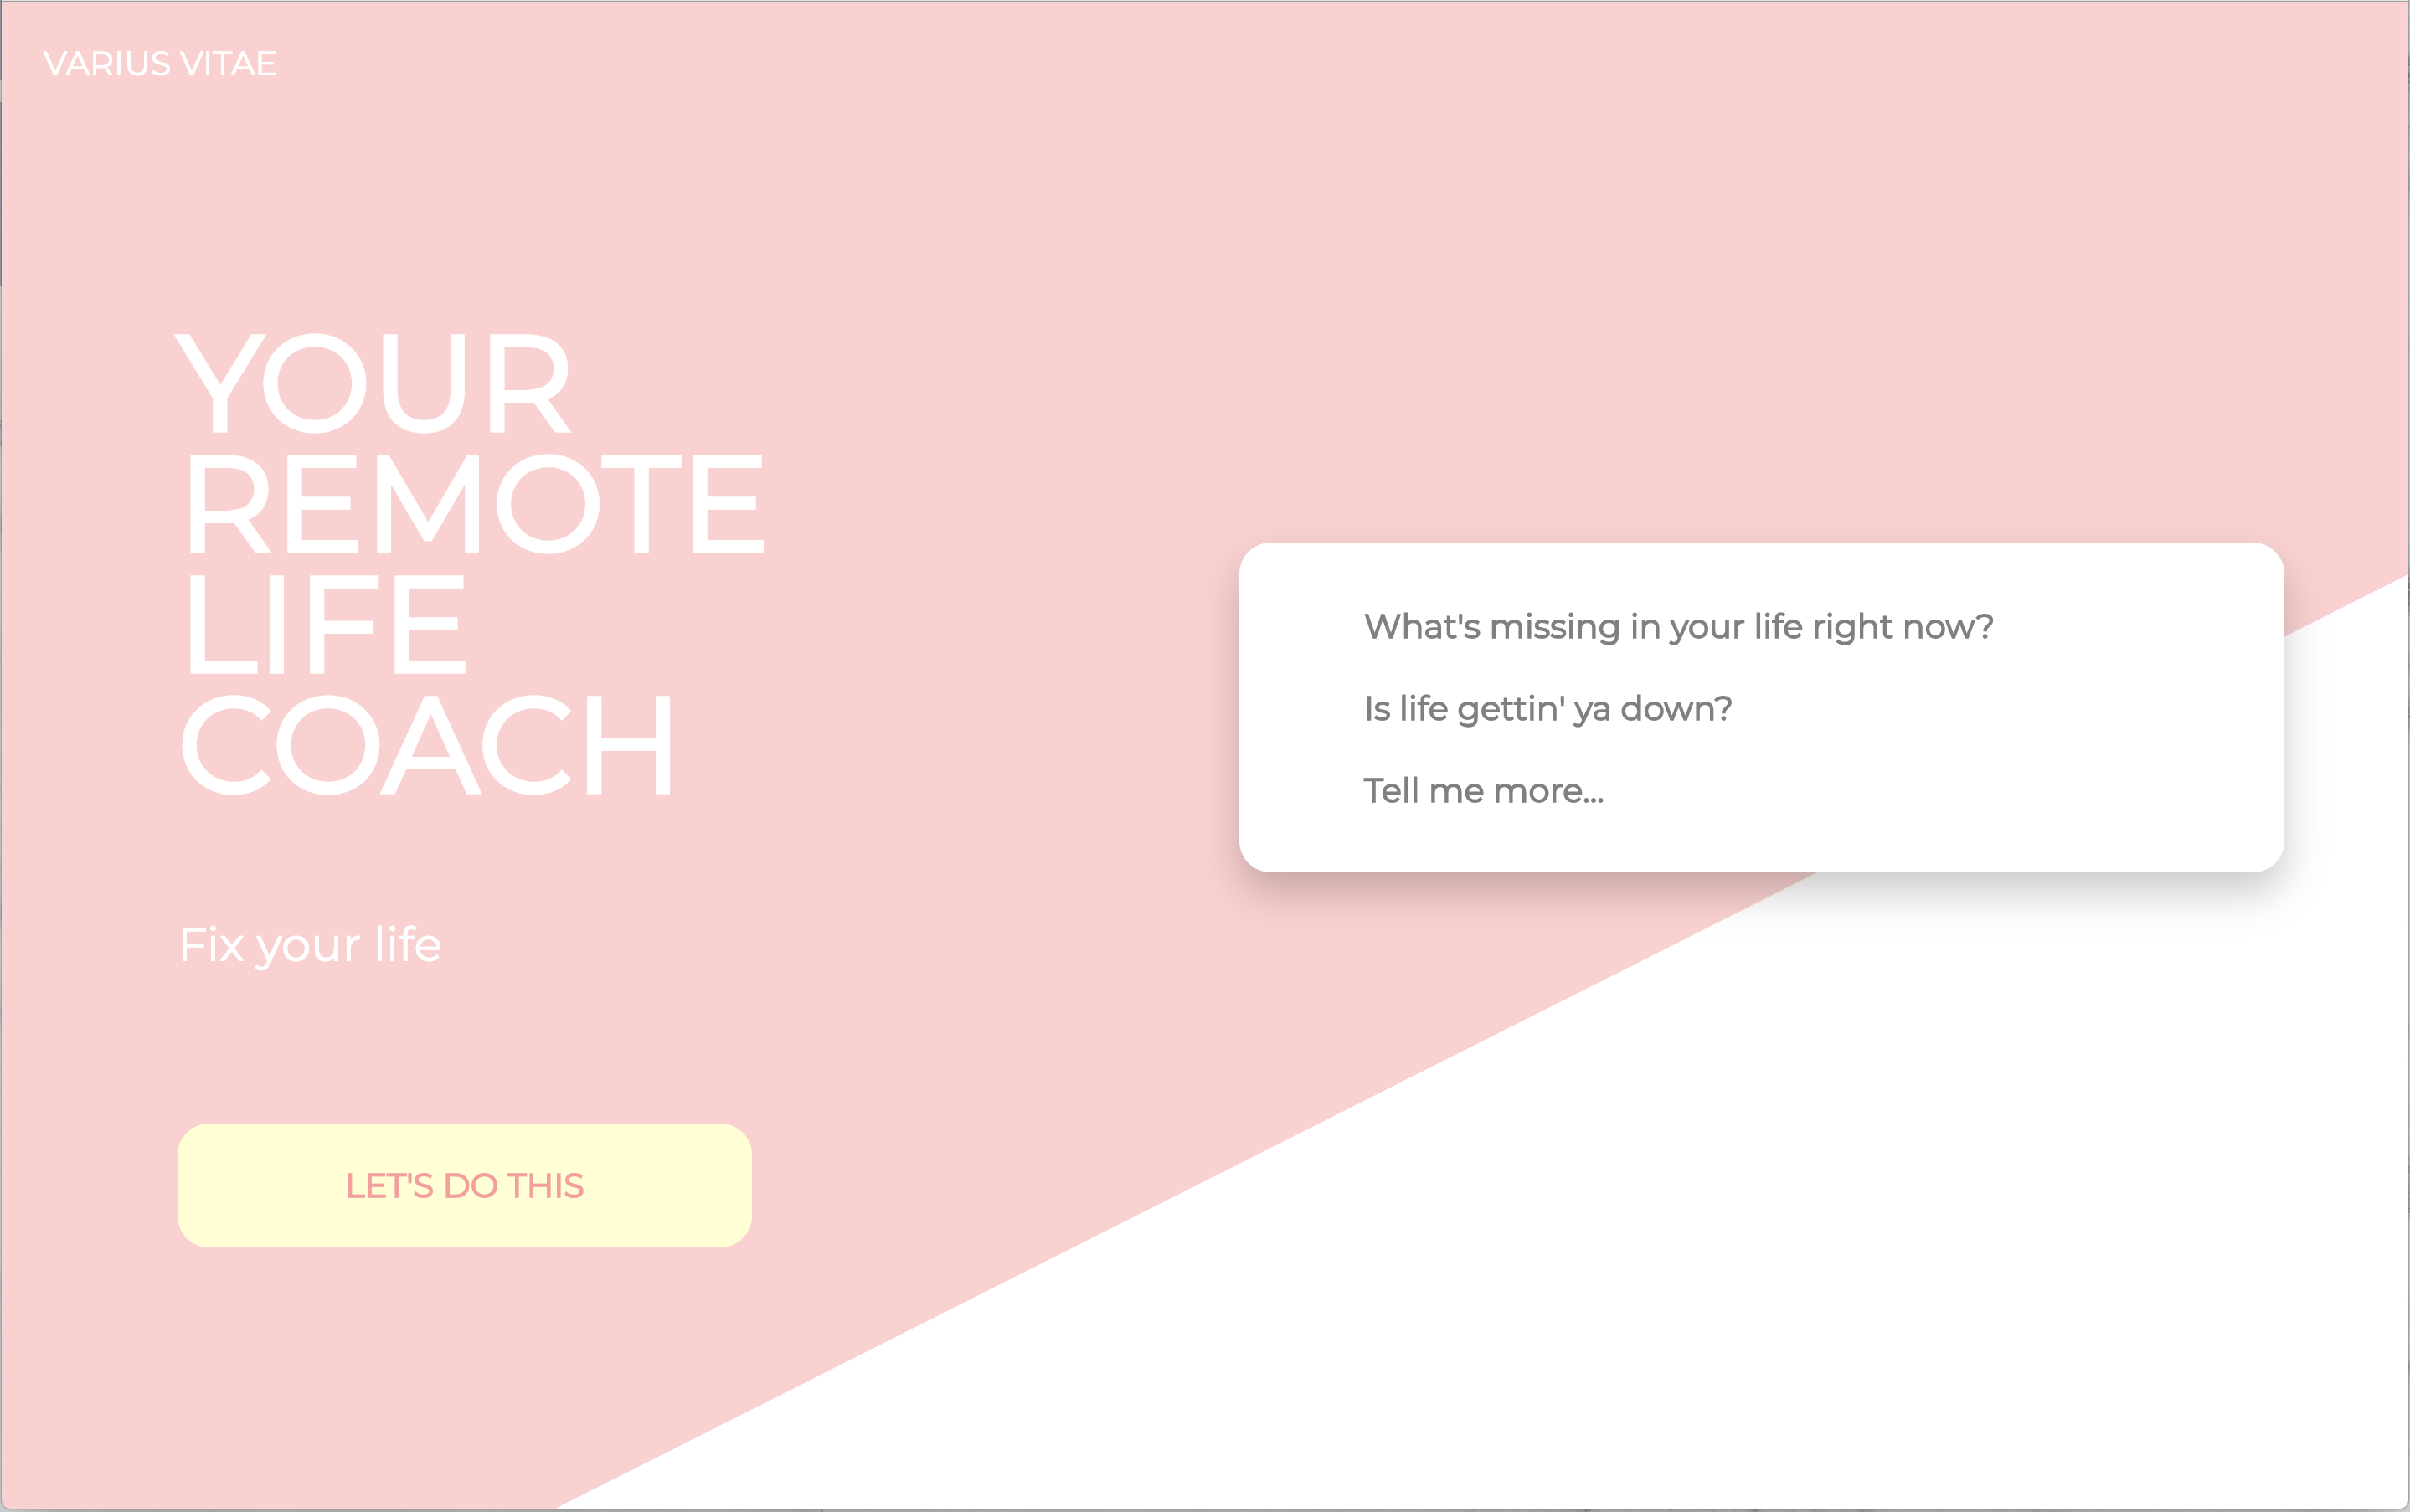 VARIUS VITAE
YOUR
REMOTE
LIFE
COACH
Fix your life
LET'S DO THIS
What's missing in your life right now?
Is life gettin' ya down?
Tell me more...